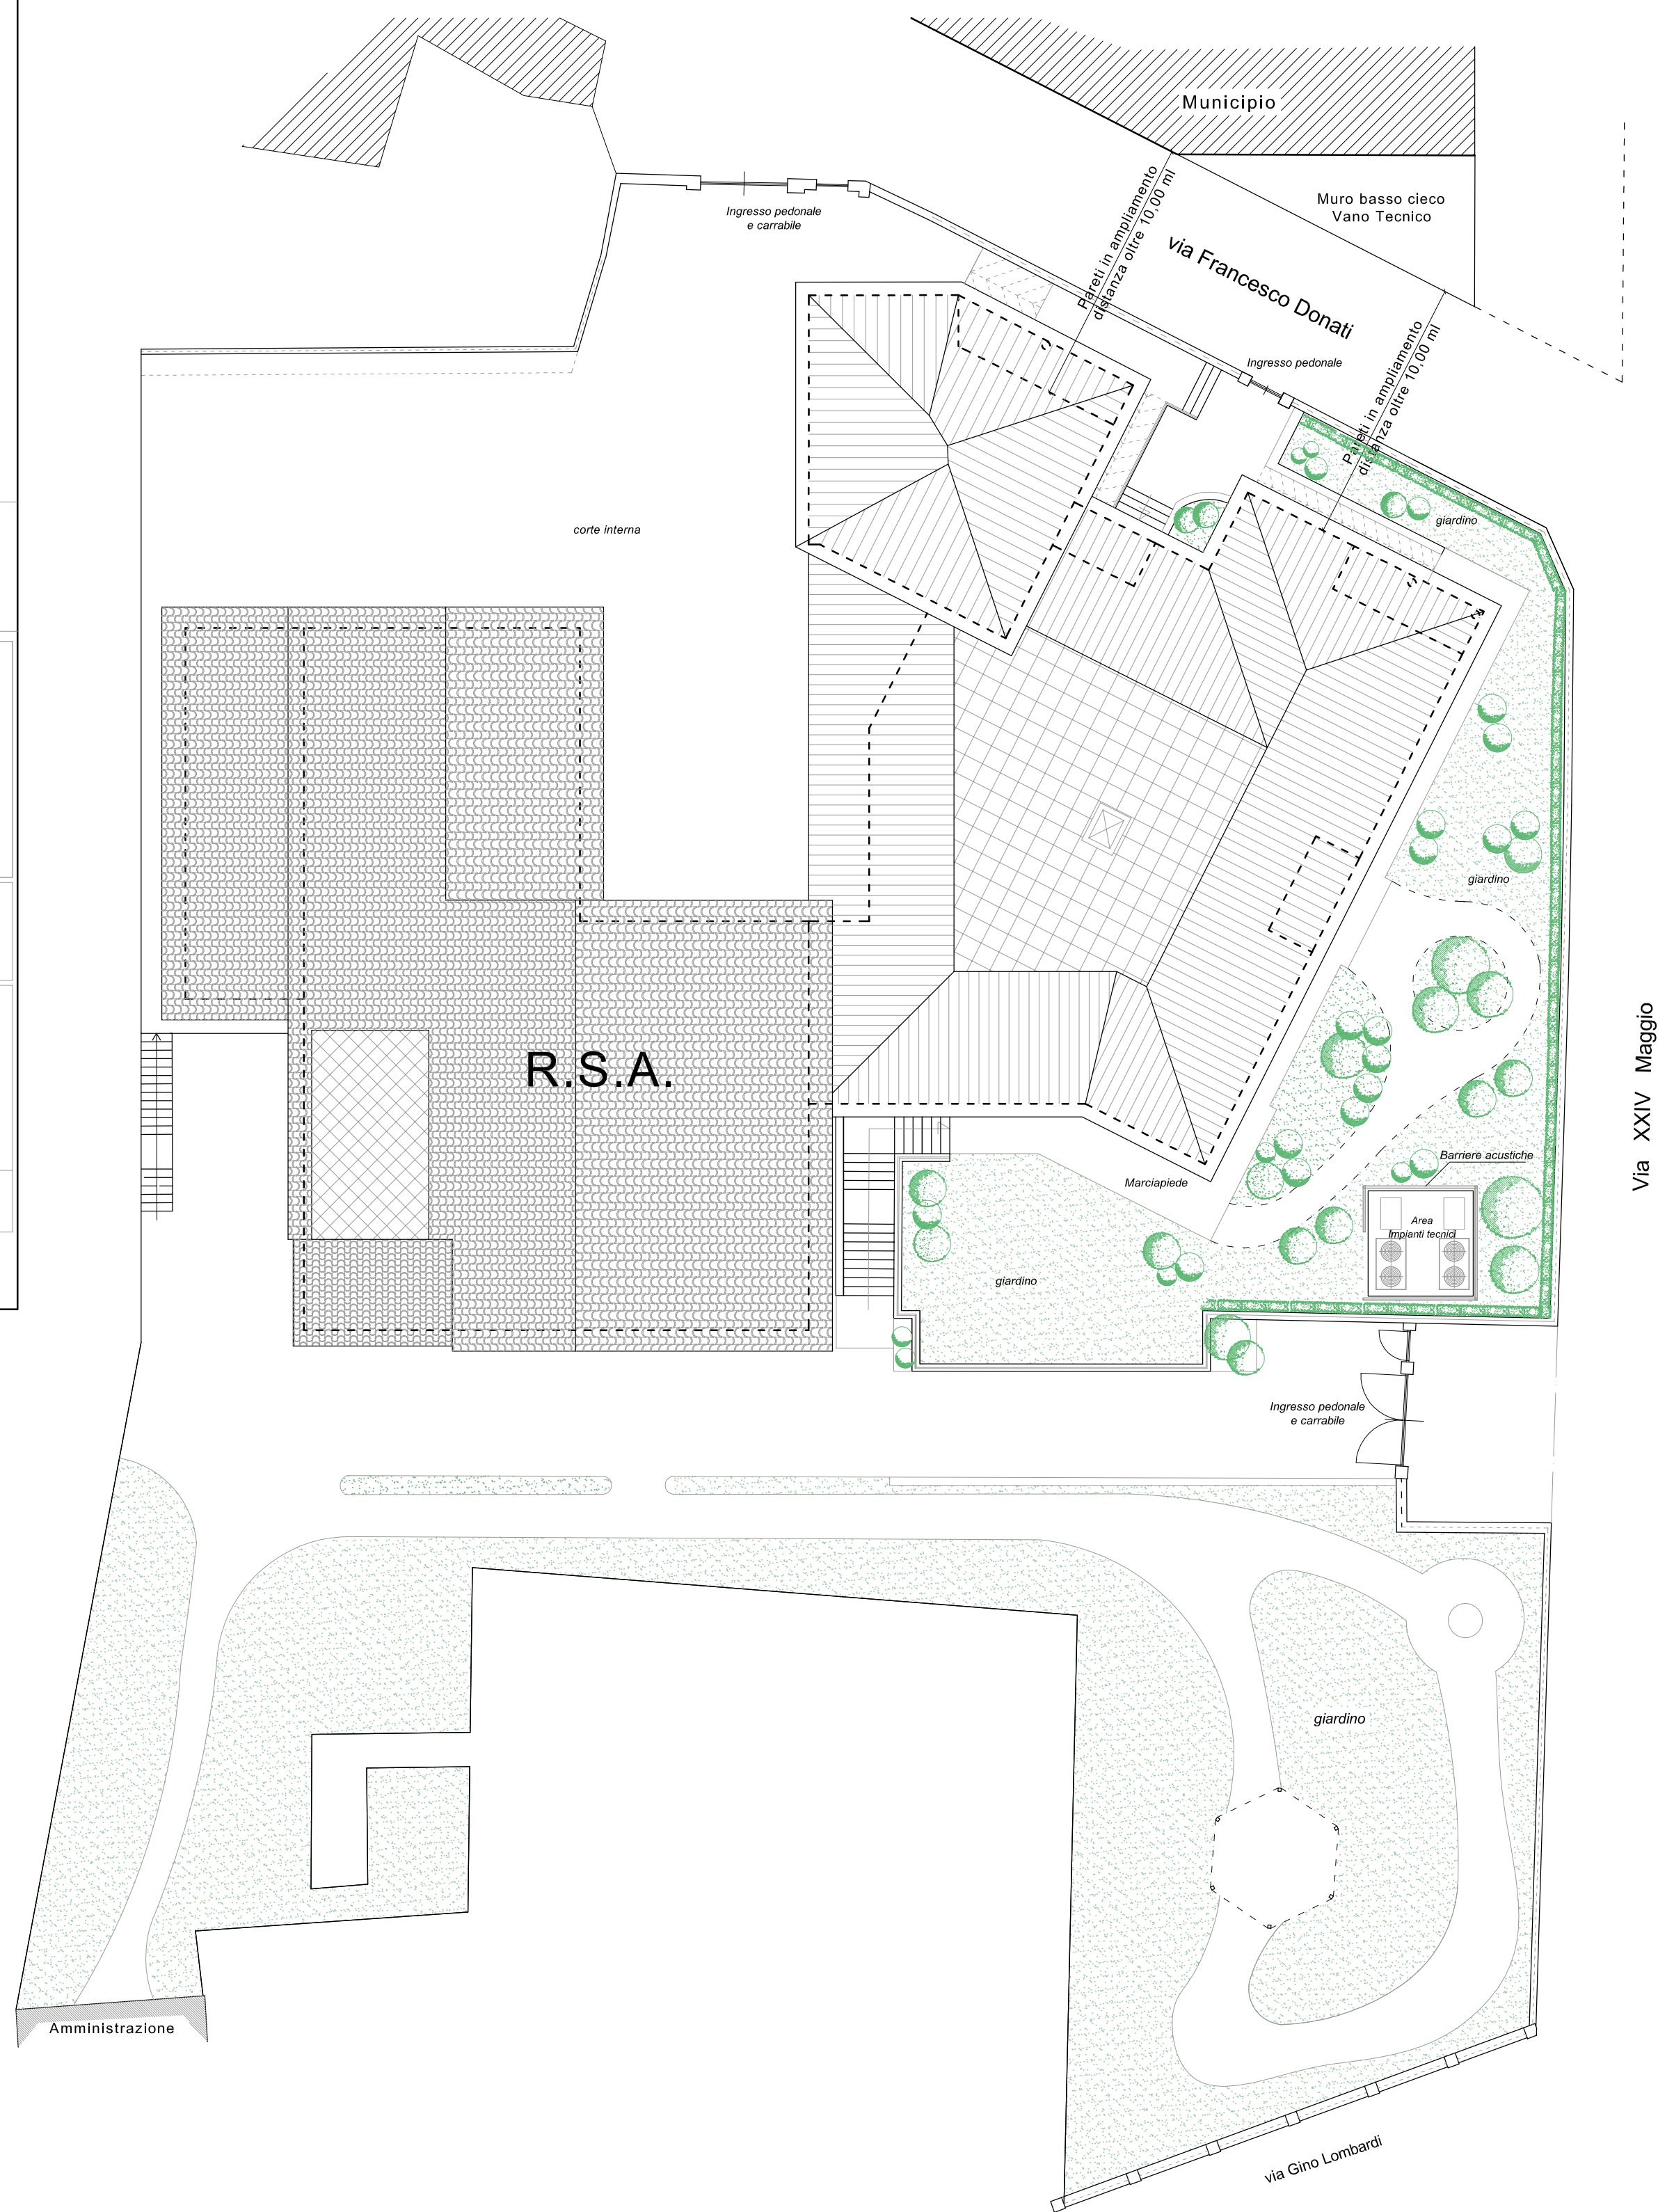 Municipio
Muro basso cieco
Vano Tecnico
Ingresso pedonale
e carrabile
Pareti in ampliamento
distanza oltre 10,00 ml
via Francesco Donati
Ingresso pedonale
Pareti in ampliamento
distanza oltre 10,00 ml
giardino
corte interna
giardino
R.S.A.
Via XXIV Maggio
Barriere acustiche
Marciapiede
Area
Impianti tecnici
giardino
Ingresso pedonale
e carrabile
giardino
Amministrazione
via Gino Lombardi